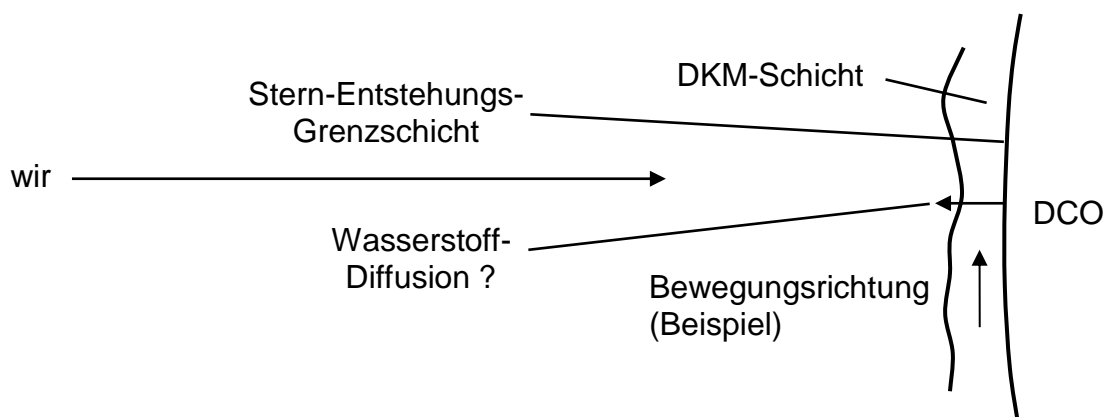 DKM-Schicht
Stern-Entstehungs-
Grenzschicht
wir
DCO
Wasserstoff-
Diffusion ?
Bewegungsrichtung
(Beispiel)